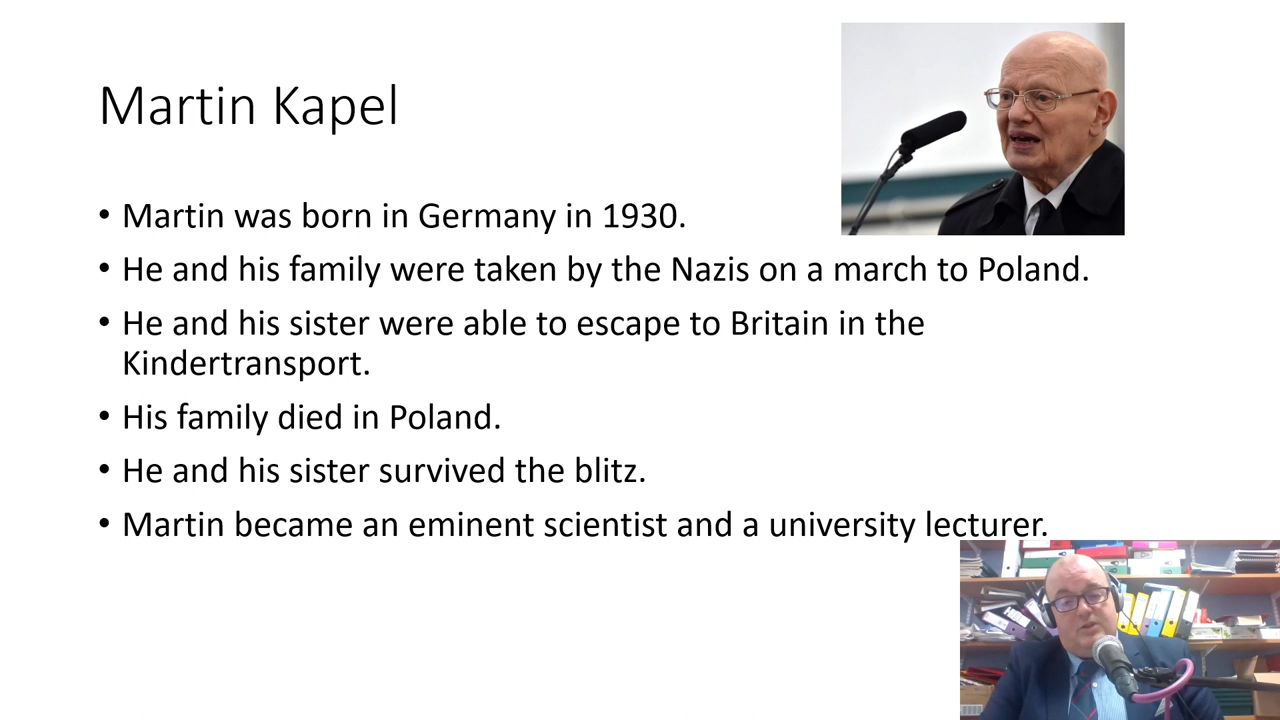 Martin Kapel
• Martin was born in Germany in 1930.
• He and his family were taken by the Nazis on a march to Poland.
• He and his sister were able to escape to Britain in the
Kindertransport.
• His family died in Poland.
• He and his sister survived the blitz.
• Martin became an eminent scientist and a university lecturer.